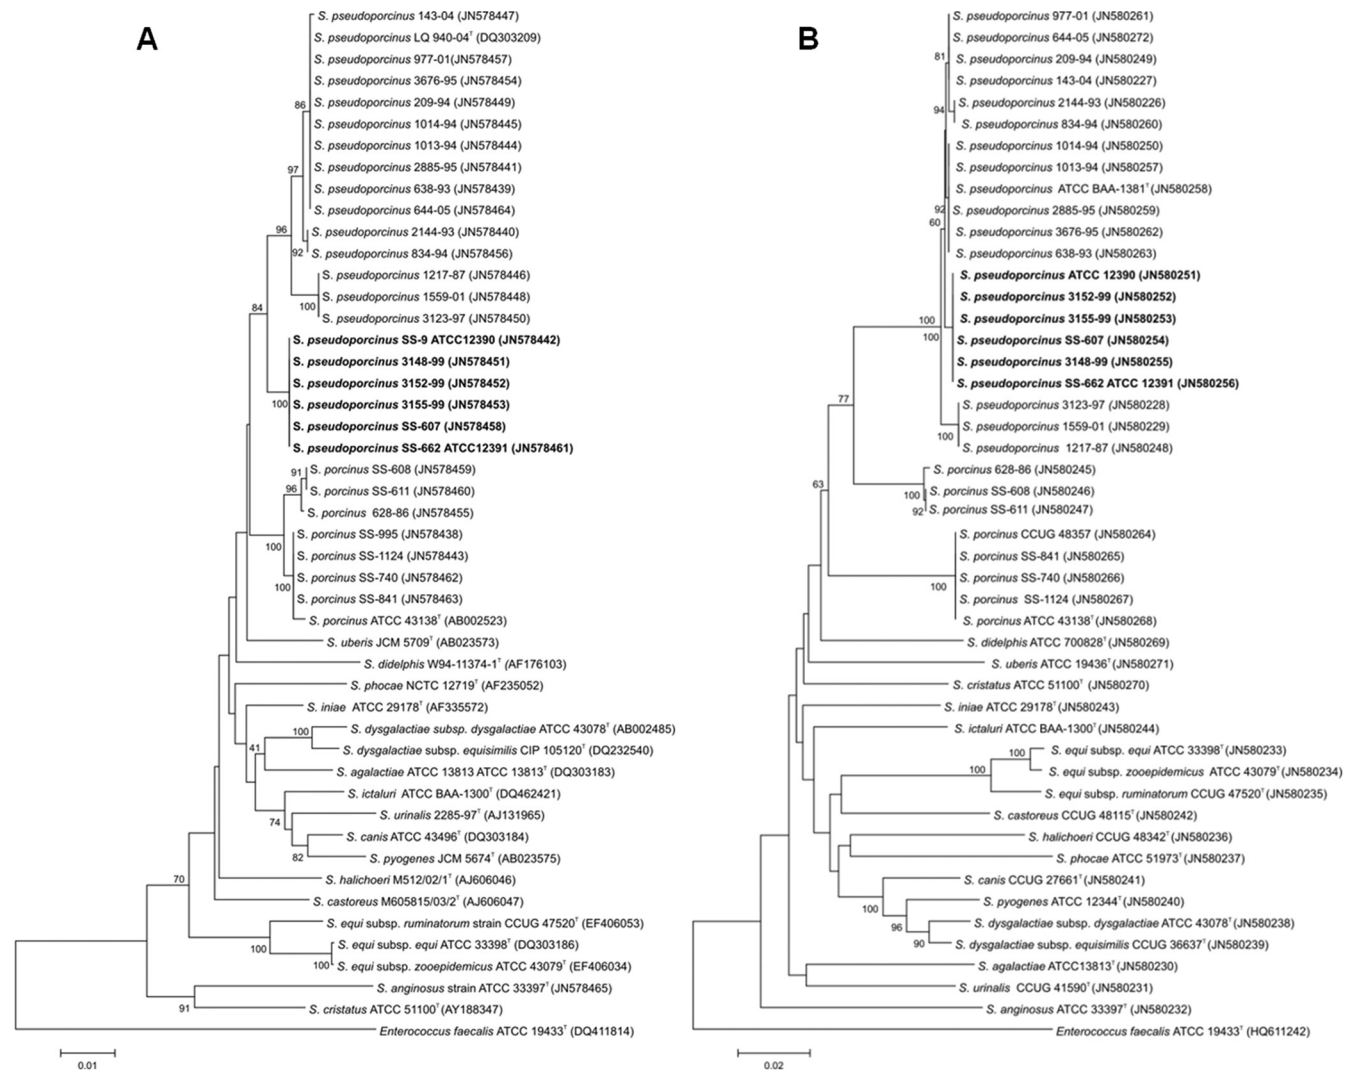 A
S. pseudoporcinus 143-04 (JN578447)
S. pseudoporcinus LQ 940-04T (DQ303209)
S. pseudoporcinus 977-01(JN578457)
S. pseudoporcinus 3676-95 (JN578454)
S. pseudoporcinus 209-94 (JN578449)
86
S. pseudoporcinus 1014-94 (JN578445)
S. pseudoporcinus 1013-94 (JN578444)
S. pseudoporcinus 2885-95 (JN578441)
97
S. pseudoporcinus 638-93 (JN578439)
S. pseudoporcinus 644-05 (JN578464)
96
S. pseudoporcinus 2144-93 (JN578440)
92
S. pseudoporcinus 834-94 (JN578456)
S. pseudoporcinus 1217-87 (JN578446)
S. pseudoporcinus 1559-01 (JN578448)
84
100
S. pseudoporcinus 3123-97 (JN578450)
S. pseudoporcinus SS-9 ATCC12390 (JN578442)
S. pseudoporcinus 3148-99 (JN578451)
S. pseudoporcinus 3152-99 (JN578452)
100
S. pseudoporcinus 3155-99 (JN578453)
S. pseudoporcinus SS-607 (JN578458)
S. pseudoporcinus SS-662 ATCC12391 (JN578461)
91
S. porcinus SS-608 (JN578459)
96
S. porcinus SS-611 (JN578460)
S. porcinus 628-86 (JN578455)
S. porcinus SS-995 (JN578438)
100
S. porcinus SS-1124 (JN578443)
S. porcinus SS-740 (JN578462)
100
S. porcinus SS-841 (JN578463)
S. porcinus ATCC 43138T (AB002523)
S. uberis JCM 5709T (AB023573)
S. didelphis W94-11374-1T (AF176103)
S. phocae NCTC 12719T (AF235052)
S. iniae ATCC 29178T (AF335572)
100
S. dysgalactiae subsp. dysgalactiae ATCC 43078T (AB002485)
41
S. dysgalactiae subsp. equisimilis CIP 105120T (DQ232540)
S. agalactiae ATCC 13813 ATCC 13813T (DQ303183)
S. ictaluri ATCC BAA-1300T (DQ462421)
74
S. urinalis 2285-97T (AJ131965)
S. canis ATCC 43496T (DQ303184)
82
S. pyogenes JCM 5674T (AB023575)
70
S. halichoeri M512/02/1T (AJ606046)
S. castoreus M605815/03/2T (AJ606047)
S. equi subsp. ruminatorum strain CCUG 47520T (EF406053)
100
S. equi subsp. equi ATCC 33398T (DQ303186)
100
S. equi subsp. zooepidemicus ATCC 43079T (EF406034)
S. anginosus strain ATCC 33397T (JN578465)
91
S. cristatus ATCC 51100T (AY188347)
Enterococcus faecalis ATCC 19433T (DQ411814)
0.01
B
S. pseudoporcinus 977-01 (JN580261)
S. pseudoporcinus 644-05 (JN580272)
81
S. pseudoporcinus 209-94 (JN580249)
S. pseudoporcinus 143-04 (JN580227)
94
S. pseudoporcinus 2144-93 (JN580226)
S. pseudoporcinus 834-94 (JN580260)
S. pseudoporcinus 1014-94 (JN580250)
S. pseudoporcinus 1013-94 (JN580257)
S. pseudoporcinus ATCC BAA-1381T (JN580258)
92
S. pseudoporcinus 2885-95 (JN580259)
60
S. pseudoporcinus 3676-95 (JN580262)
S. pseudoporcinus 638-93 (JN580263)
S. pseudoporcinus ATCC 12390 (JN580251)
S. pseudoporcinus 3152-99 (JN580252)
100
S. pseudoporcinus 3155-99 (JN580253)
100
S. pseudoporcinus SS-607 (JN580254)
S. pseudoporcinus 3148-99 (JN580255)
S. pseudoporcinus SS-662 ATCC 12391 (JN580256)
77
S. pseudoporcinus 3123-97 (JN580228)
S. pseudoporcinus 1559-01 (JN580229)
100
S. pseudoporcinus 1217-87 (JN580248)
S. porcinus 628-86 (JN580245)
63
100
S. porcinus SS-608 (JN580246)
92
S. porcinus SS-611 (JN580247)
S. porcinus CCUG 48357 (JN580264)
S. porcinus SS-841 (JN580265)
S. porcinus SS-740 (JN580266)
100
S. porcinus SS-1124 (JN580267)
S. porcinus ATCC 43138T (JN580268)
S. didelphis ATCC 700828T (JN580269)
S. uberis ATCC 19436T (JN580271)
S. cristatus ATCC 51100T (JN580270)
S. iniae ATCC 29178T (JN580243)
S. ictaluri ATCC BAA-1300T (JN580244)
100
S. equi subsp. equi ATCC 33398T (JN580233)
100
S. equi subsp. zooepidemicus ATCC 43079T (JN580234)
S. equi subsp. ruminatorum CCUG 47520T (JN580235)
S. castoreus CCUG 48115T (JN580242)
S. halichoeri CCUG 48342T (JN580236)
S. phocae ATCC 51973T (JN580237)
S. canis CCUG 27661T (JN580241)
100
S. pyogenes ATCC 12344T (JN580240)
96
S. dysgalactiae subsp. dysgalactiae ATCC 43078T (JN580238)
90
S. dysgalactiae subsp. equisimilis CCUG 36637T (JN580239)
S. agalactiae ATCC13813T (JN580230)
S. urinalis CCUG 41590T (JN580231)
S. anginosus ATCC 33397T (JN580232)
Enterococcus faecalis ATCC 19433T (HQ611242)
0.02